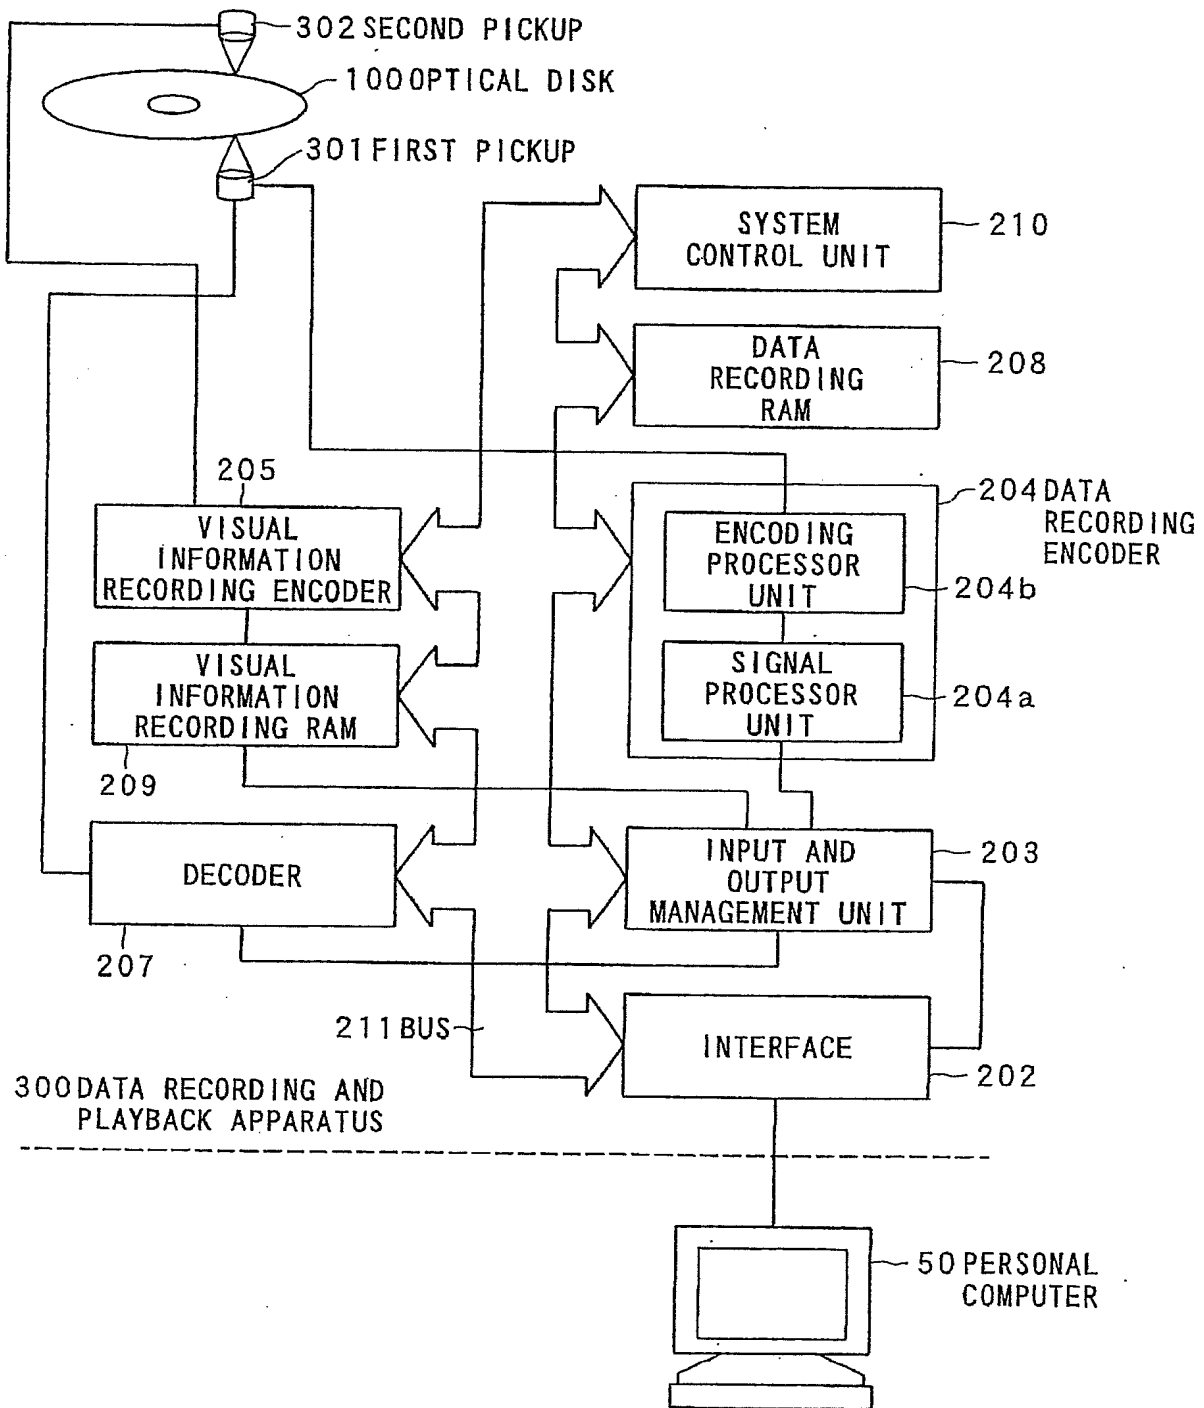 302 SECOND PICKUP
100 OPTICAL DISK
301 FIRST PICKUP
SYSTEM
CONTROL UNIT
210
DATA
RECORDING
RAM
208
205
VISUAL
INFORMATION
RECORDING ENCODER
204 DATA
RECORDING
ENCODER
ENCODING
PROCESSOR
UNIT
204b
VISUAL
INFORMATION
RECORDING RAM
209
SIGNAL
PROCESSOR
UNIT
204a
DECODER
207
INPUT AND
OUTPUT
MANAGEMENT UNIT
203
211 BUS
INTERFACE
202
300 DATA RECORDING AND
PLAYBACK APPARATUS
50 PERSONAL
COMPUTER